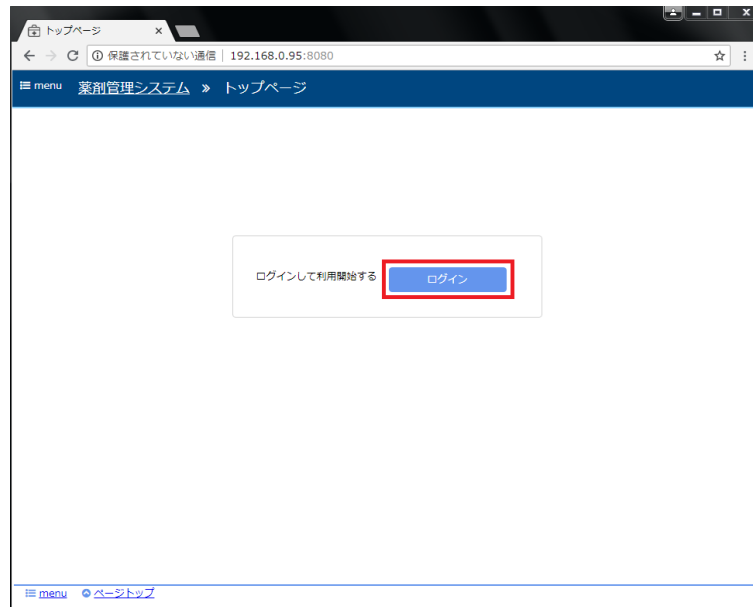 トップページ
保護されていない通信 | 192.168.0.95:8080
menu 薬剤管理システム » トップページ
ログインして利用開始する ログイン
menu ページトップ